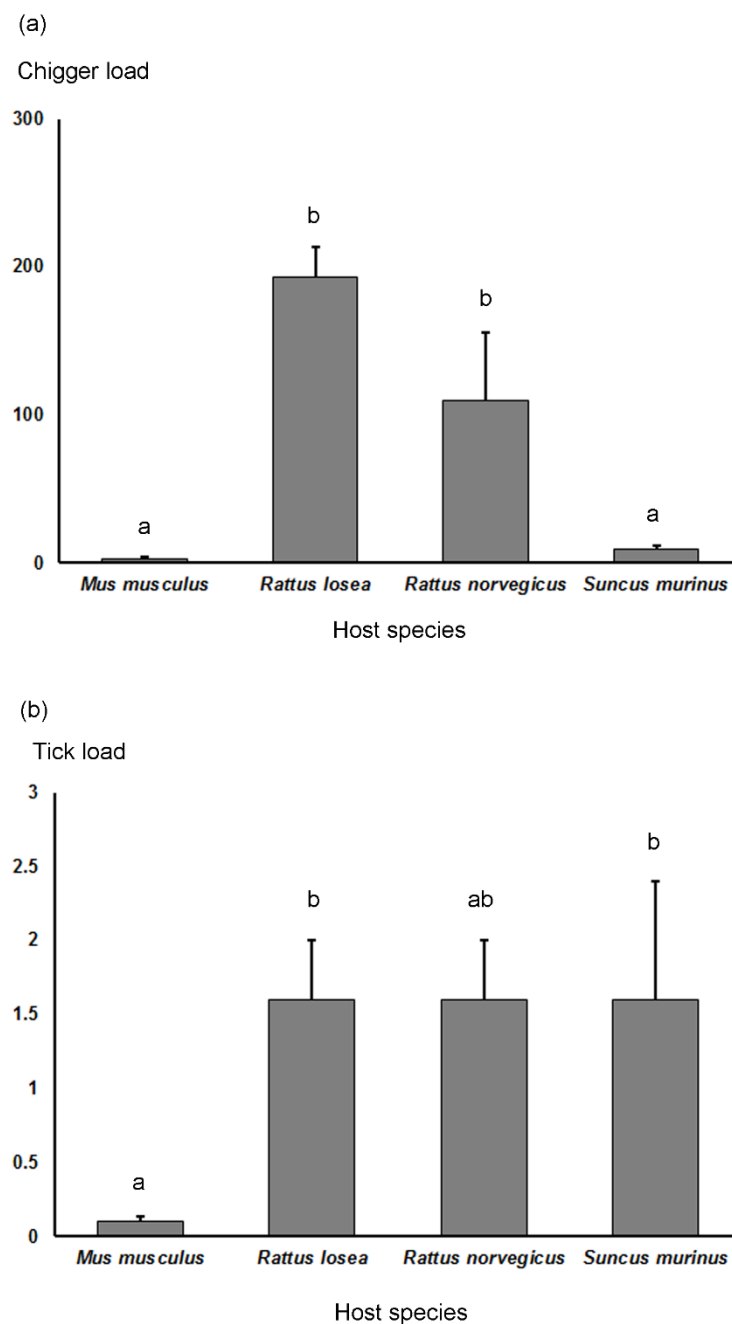 (a)
Chigger load
300
b
200
b
100
a
a
0
Mus musculus Rattus losea Rattus norvegicus Suncus murinus
Host species
(b)
Tick load
3
2.5
b
b
ab
2
1.5
1
0.5
a
0
Mus musculus Rattus losea Rattus norvegicus Suncus murinus
Host species